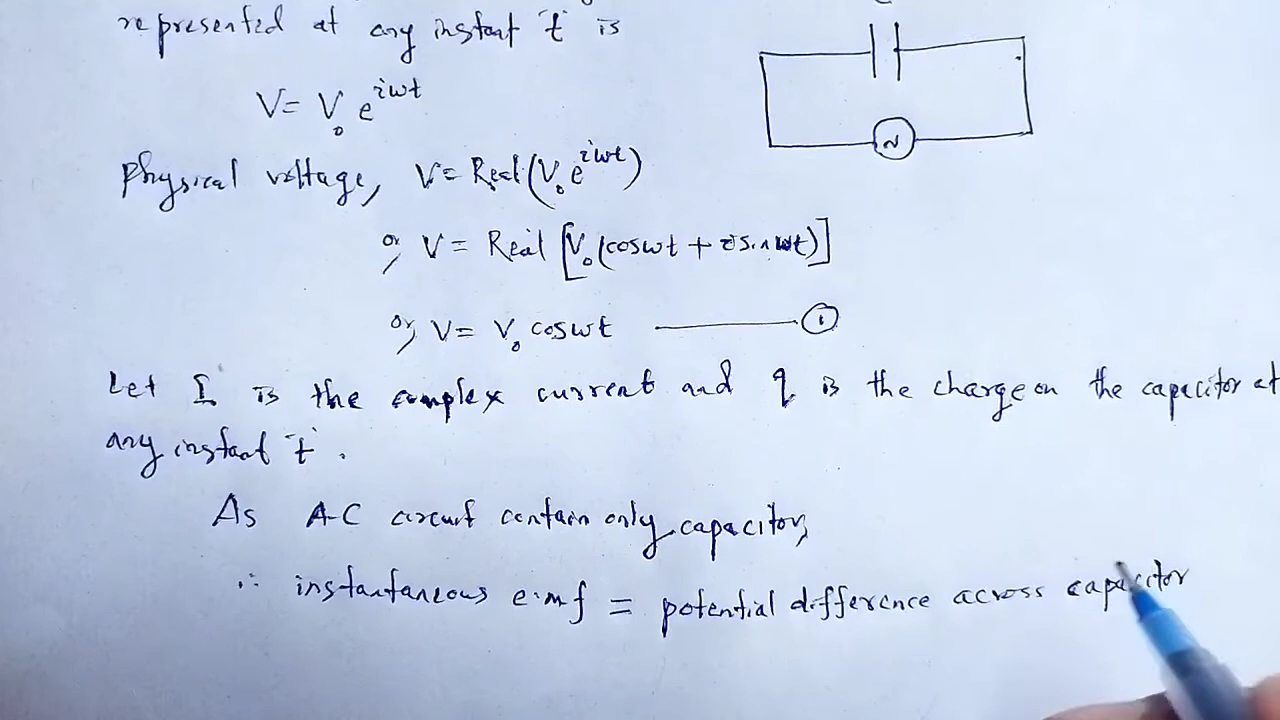 represented at any instant 't' is
V = V₀ e^{iωt}
Physical voltage, V = Real(V₀ e^{iωt})
or, V = Real [V₀ (cosωt + i sinωt)]
or, V = V₀ cosωt ——— ①
Let I is the complex current and q is the charge on the capacitor at
any instant 't'.
As A-C circuit contain only capacitor,
∴ instantaneous e.m.f = potential difference across capacitor
~